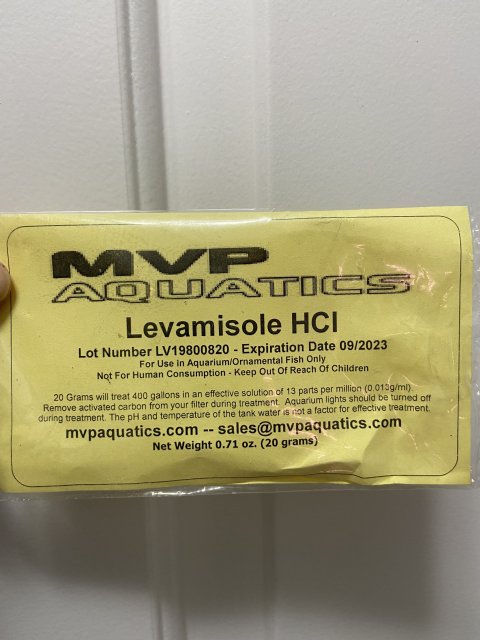 MVP
AQUATICS
Levamisole HCl
Lot Number LV19800820 - Expiration Date 09/2023
For Use in Aquarium/Ornamental Fish Only
Not For Human Consumption - Keep Out Of Reach Of Children
20 Grams will treat 400 gallons in an effective solution of 13 parts per million (0.013g/ml).
Remove activated carbon from your filter during treatment. Aquarium lights should be turned off
during treatment. The pH and temperature of the tank water is not a factor for effective treatment.
mvpaquatics.com -- sales@mvpaquatics.com
Net Weight 0.71 oz. (20 grams)